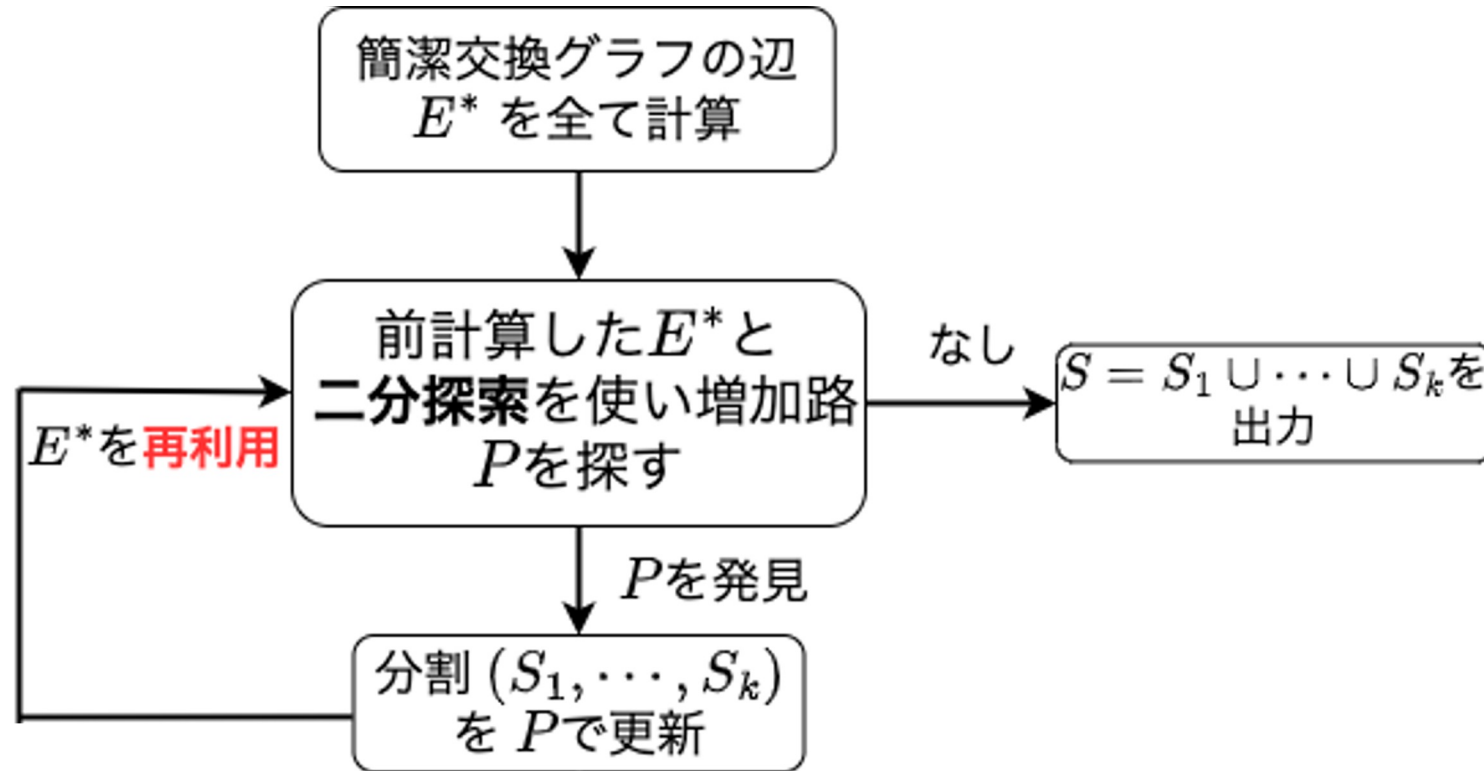 簡潔交換グラフの辺
E* を全て計算
前計算したE*と
二分探索を使い増加路
Pを探す
なし
S = S₁ ∪ ⋯ ∪ Sₖを
出力
E*を再利用
Pを発見
分割 (S₁, ⋯ , Sₖ)
を Pで更新